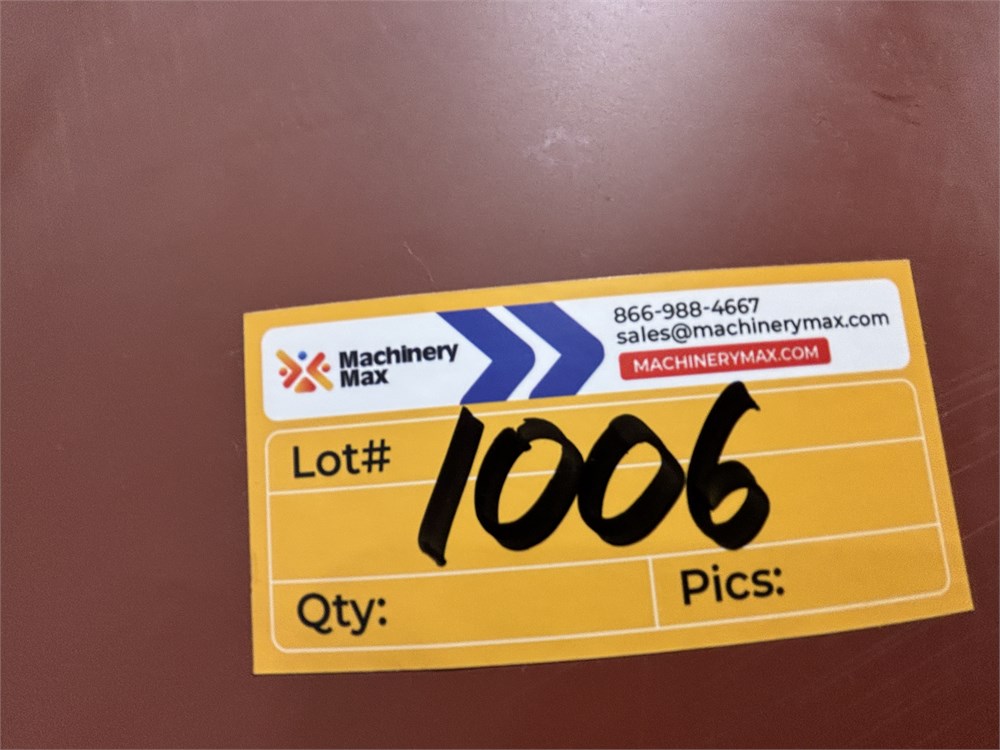 Machinery
Max
866-988-4667
sales@machinerymax.com
MACHINERYMAX.COM
Lot# 1006
Qty:
Pics: